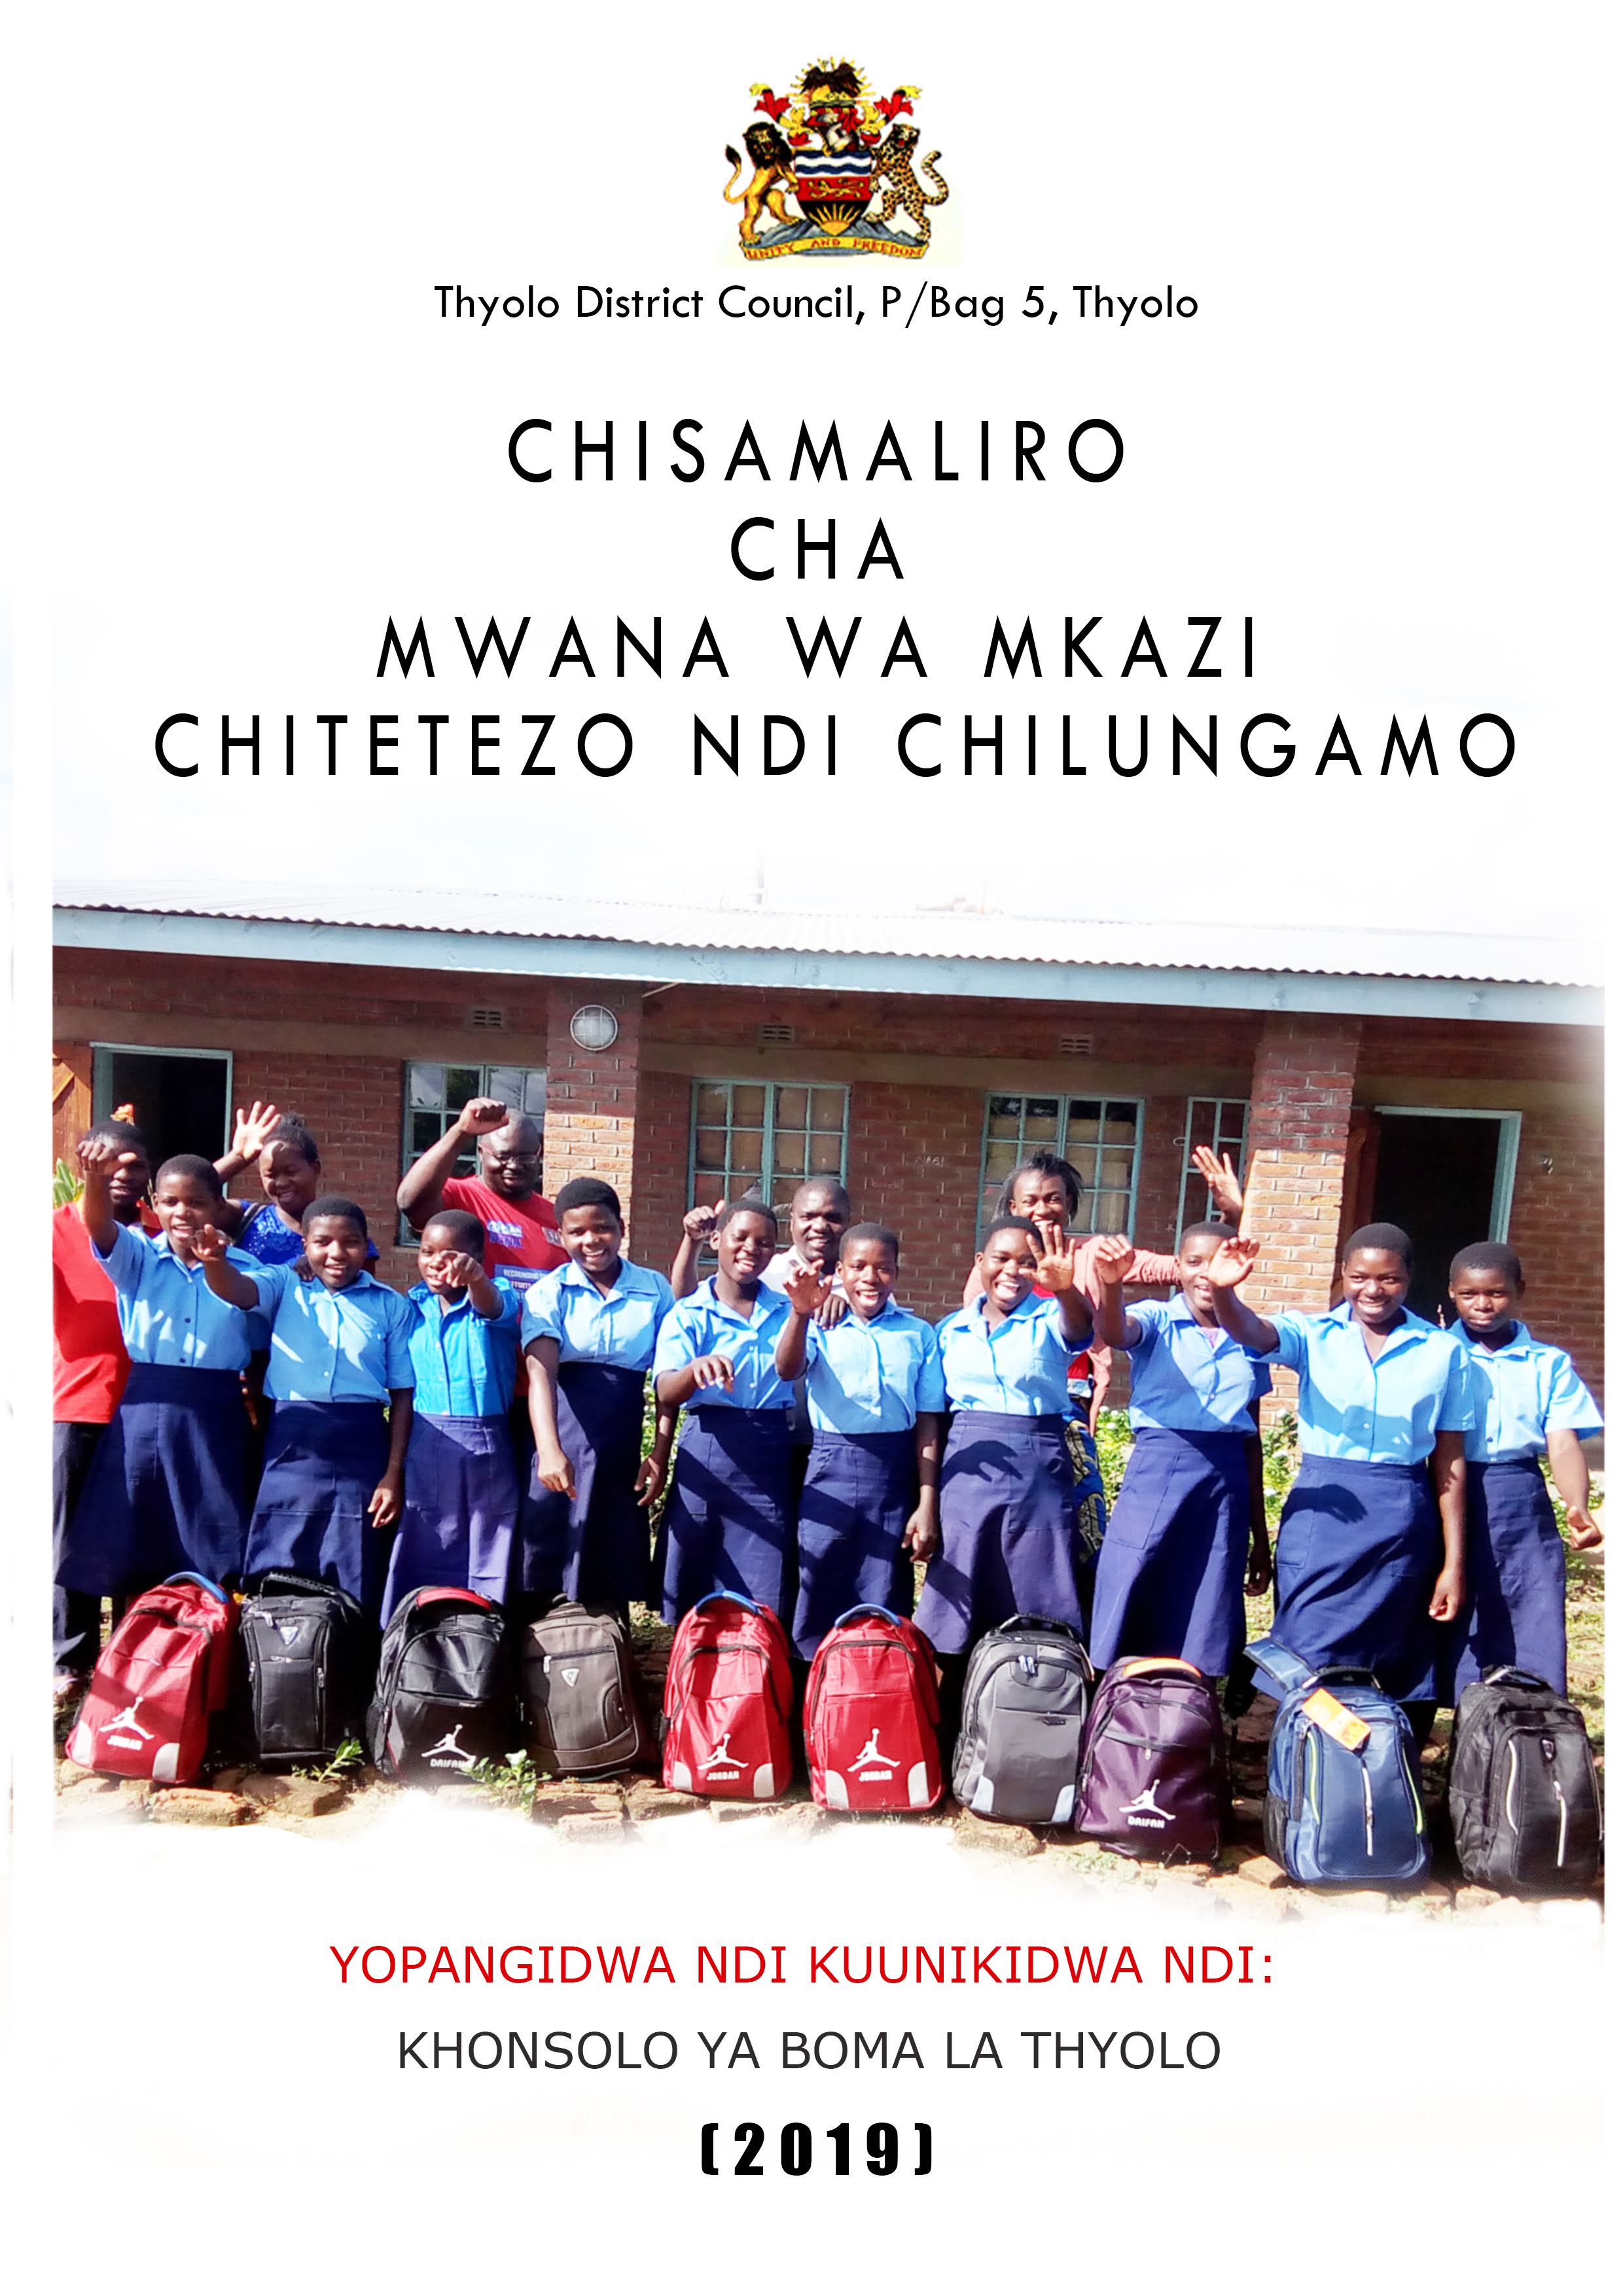 UNITY AND FREEDOM
Thyolo District Council, P/Bag 5, Thyolo
CHISAMALIRO
CHA
MWANA WA MKAZI
CHITETEZO NDI CHILUNGAMO
JORDAN
DAIFAN
JORDAN
JORDAN
DAIFAN
YOPANGIDWA NDI KUUNIKIDWA NDI:
KHONSOLO YA BOMA LA THYOLO
(2019)